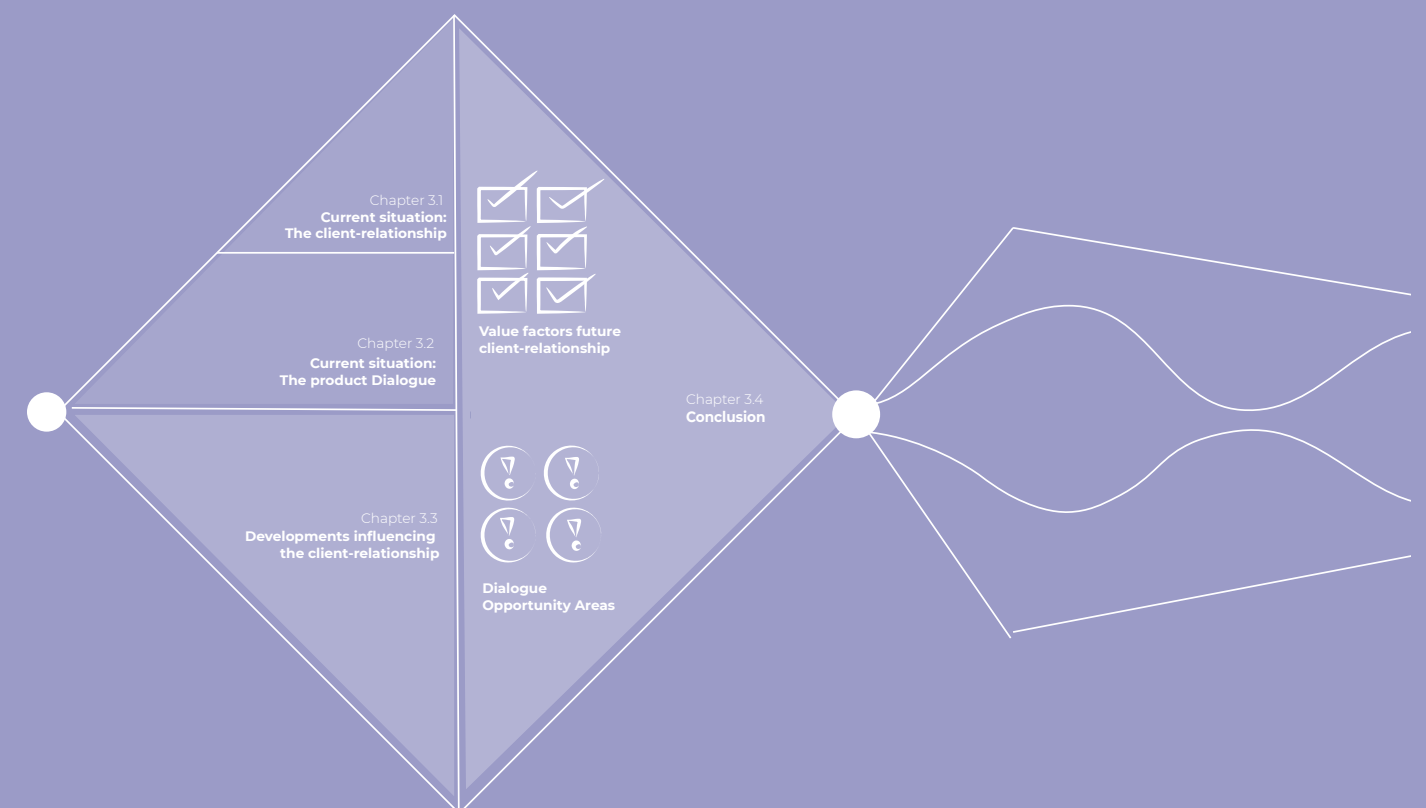 Chapter 3.1
Current situation:
The client-relationship
Chapter 3.2
Current situation:
The product Dialogue
Chapter 3.3
Developments influencing
the client-relationship
Value factors future
client-relationship
Chapter 3.4
Conclusion
Dialogue
Opportunity Areas